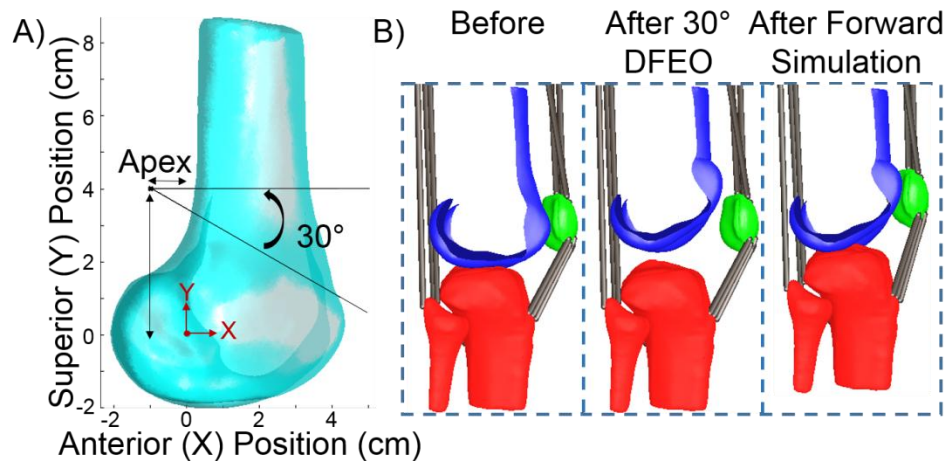 A)
Superior (Y) Position (cm)
8
6
4
2
0
-2
Apex
30°
Y
X
-2
0
2
4
Anterior (X) Position (cm)
B)
Before
After 30°
DFEO
After Forward
Simulation